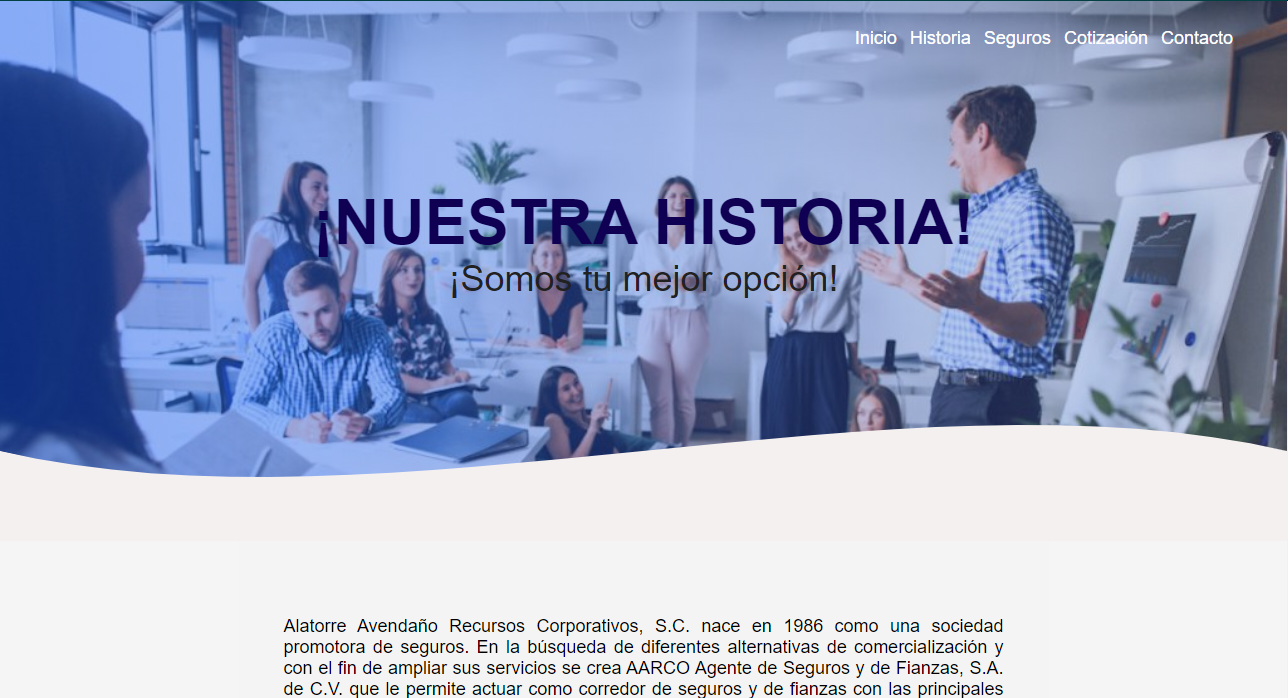 Inicio Historia Seguros Cotización Contacto
¡NUESTRA HISTORIA!
¡Somos tu mejor opción!
Alatorre Avendaño Recursos Corporativos, S.C. nace en 1986 como una sociedad
promotora de seguros. En la búsqueda de diferentes alternativas de comercialización y
con el fin de ampliar sus servicios se crea AARCO Agente de Seguros y de Fianzas, S.A.
de C.V. que le permite actuar como corredor de seguros y de fianzas con las principales